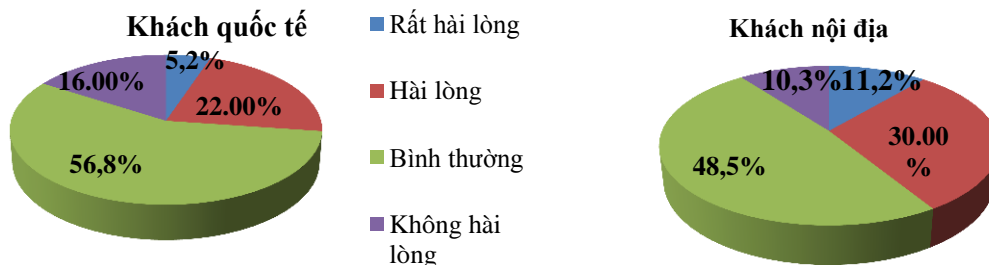 Khách quốc tế
5,2%
16.00%
22.00%
56,8%
Rất hài lòng
Hài lòng
Bình thường
Không hài
lòng
Khách nội địa
10,3%
11,2%
30.00
%
48,5%